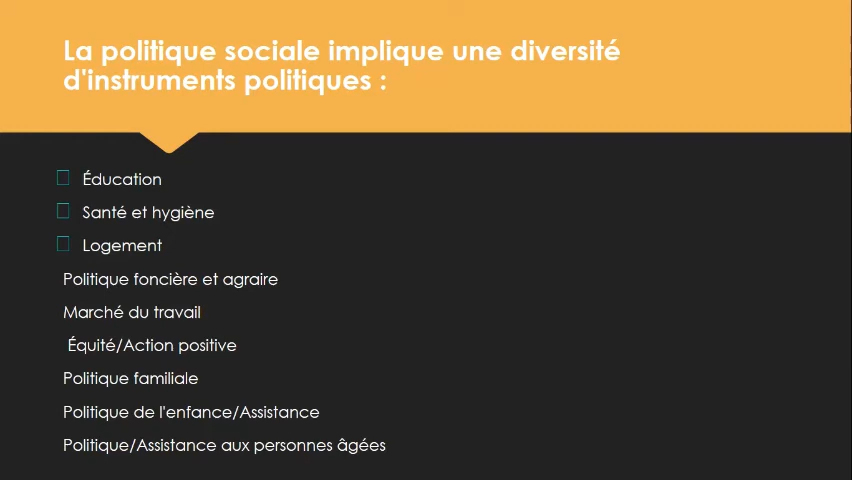 La politique sociale implique une diversité
d'instruments politiques :
Éducation
Santé et hygiène
Logement
Politique foncière et agraire
Marché du travail
Équité/Action positive
Politique familiale
Politique de l'enfance/Assistance
Politique/Assistance aux personnes âgées